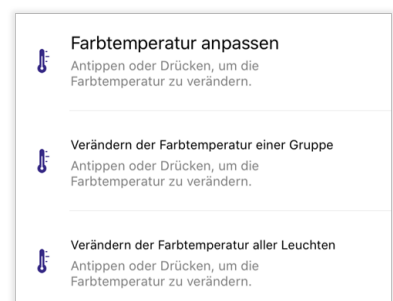 Farbtemperatur anpassen
Antippen oder Drücken, um die
Farbtemperatur zu verändern.
Verändern der Farbtemperatur einer Gruppe
Antippen oder Drücken, um die
Farbtemperatur zu verändern.
Verändern der Farbtemperatur aller Leuchten
Antippen oder Drücken, um die
Farbtemperatur zu verändern.